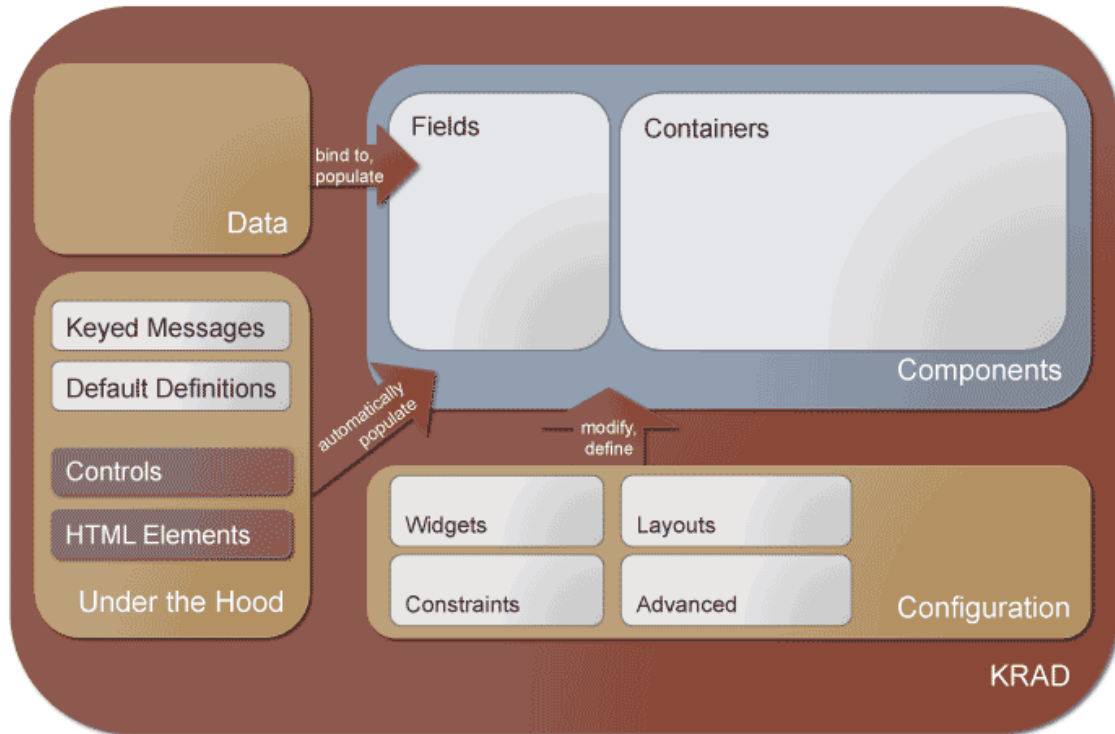 Fields
Containers
bind to,
populate
Data
Components
Keyed Messages
Default Definitions
automatically
populate
modify,
define
Controls
HTML Elements
Under the Hood
Widgets
Layouts
Constraints
Advanced
Configuration
KRAD